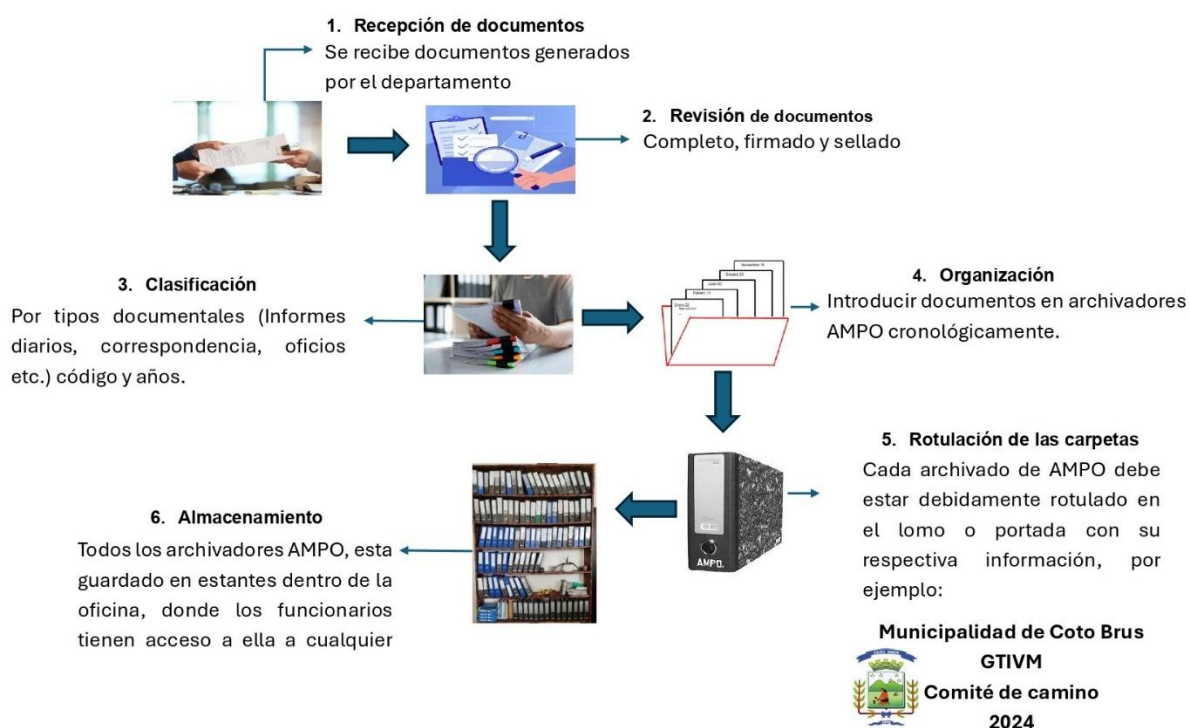 1. Recepción de documentos
Se recibe documentos generados
por el departamento
2. Revisión de documentos
Completo, firmado y sellado
3. Clasificación
Por tipos documentales (Informes
diarios, correspondencia, oficios
etc.) código y años.
4. Organización
Introducir documentos en archivadores
AMPO cronológicamente.
5. Rotulación de las carpetas
Cada archivado de AMPO debe
estar debidamente rotulado en
el lomo o portada con su
respectiva información, por
ejemplo:
AMPO.
6. Almacenamiento
Todos los archivadores AMPO, esta
guardado en estantes dentro de la
oficina, donde los funcionarios
tienen acceso a ella a cualquier
Municipalidad de Coto Brus
GTIVM
Comité de camino
2024